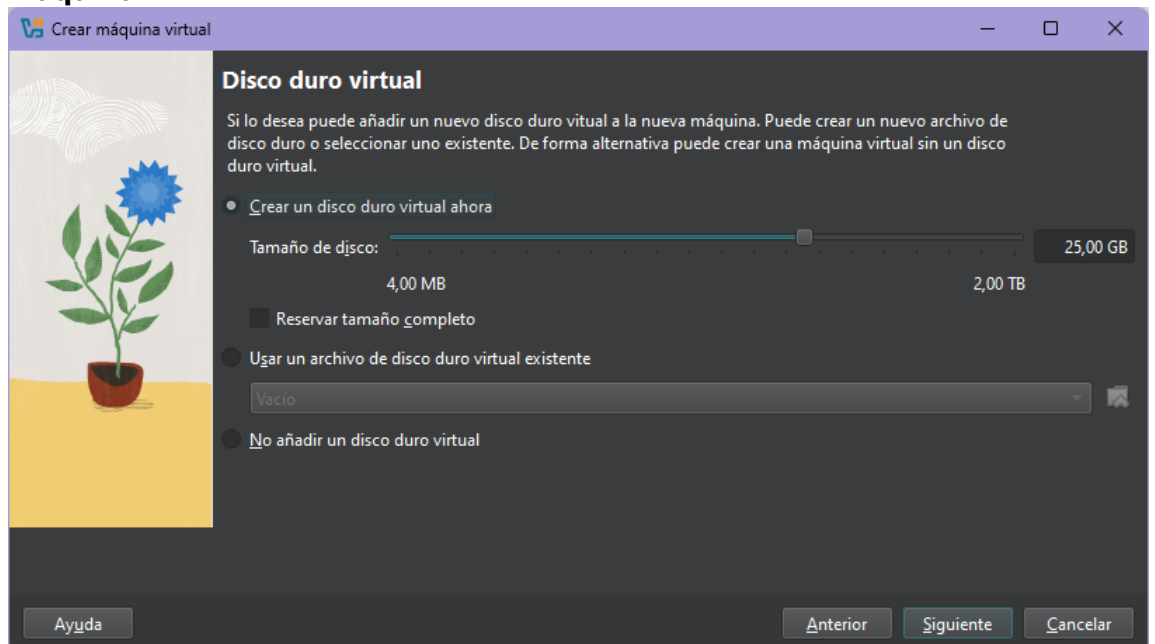 Crear máquina virtual
Disco duro virtual
Si lo desea puede añadir un nuevo disco duro vitual a la nueva máquina. Puede crear un nuevo archivo de
disco duro o seleccionar uno existente. De forma alternativa puede crear una máquina virtual sin un disco
duro virtual.
Crear un disco duro virtual ahora
Tamaño de disco:
25,00 GB
4,00 MB
2,00 TB
Reservar tamaño completo
Usar un archivo de disco duro virtual existente
Vacío
No añadir un disco duro virtual
Ayuda
Anterior
Siguiente
Cancelar